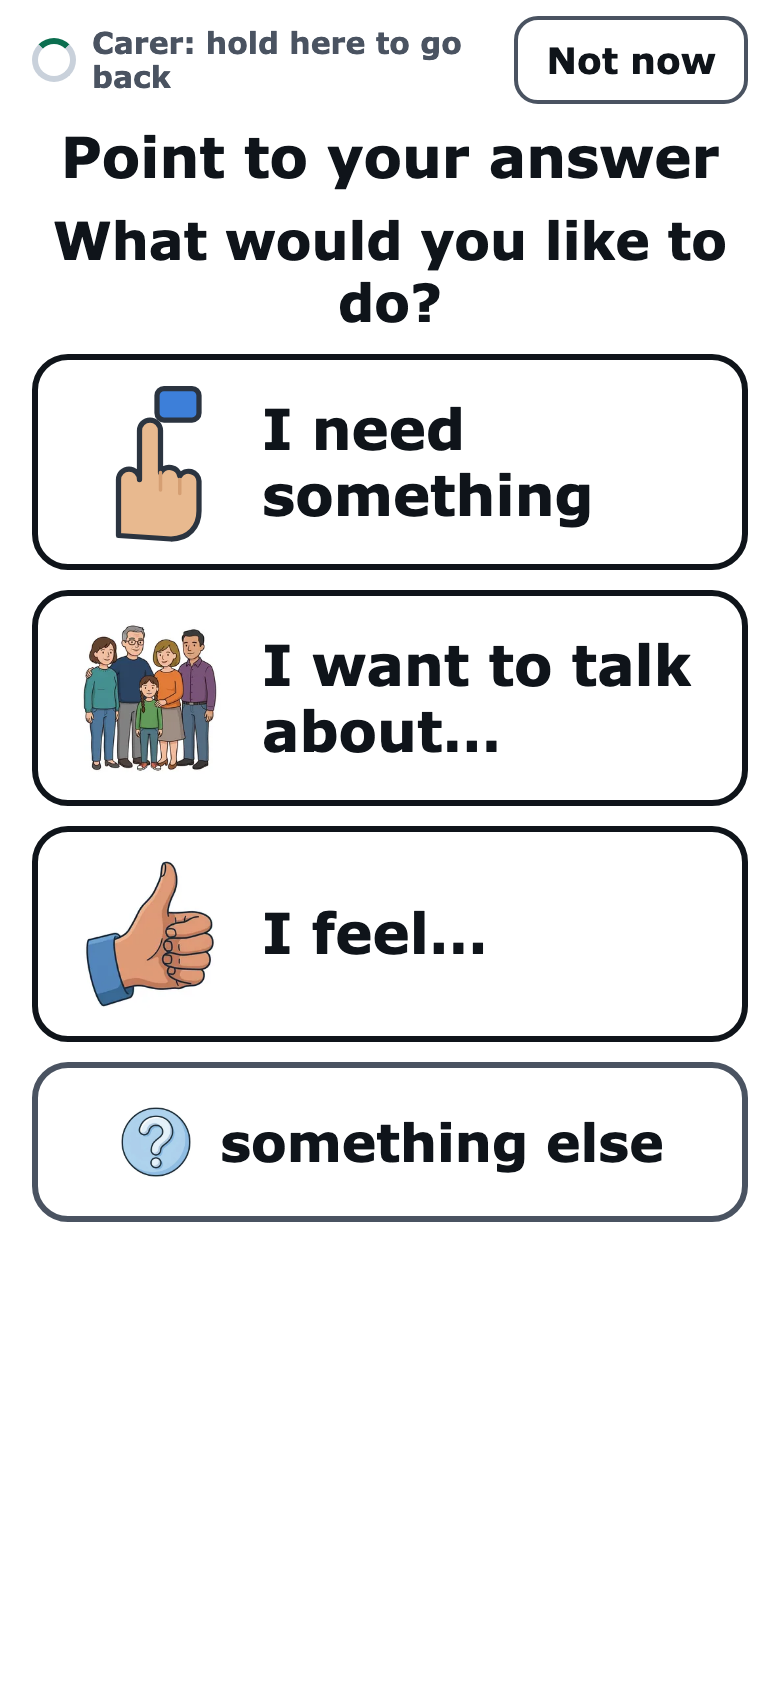 Carer: hold here to go
back
Not now
Point to your answer
What would you like to
do?
I need
something
I want to talk
about...
I feel...
?
something else